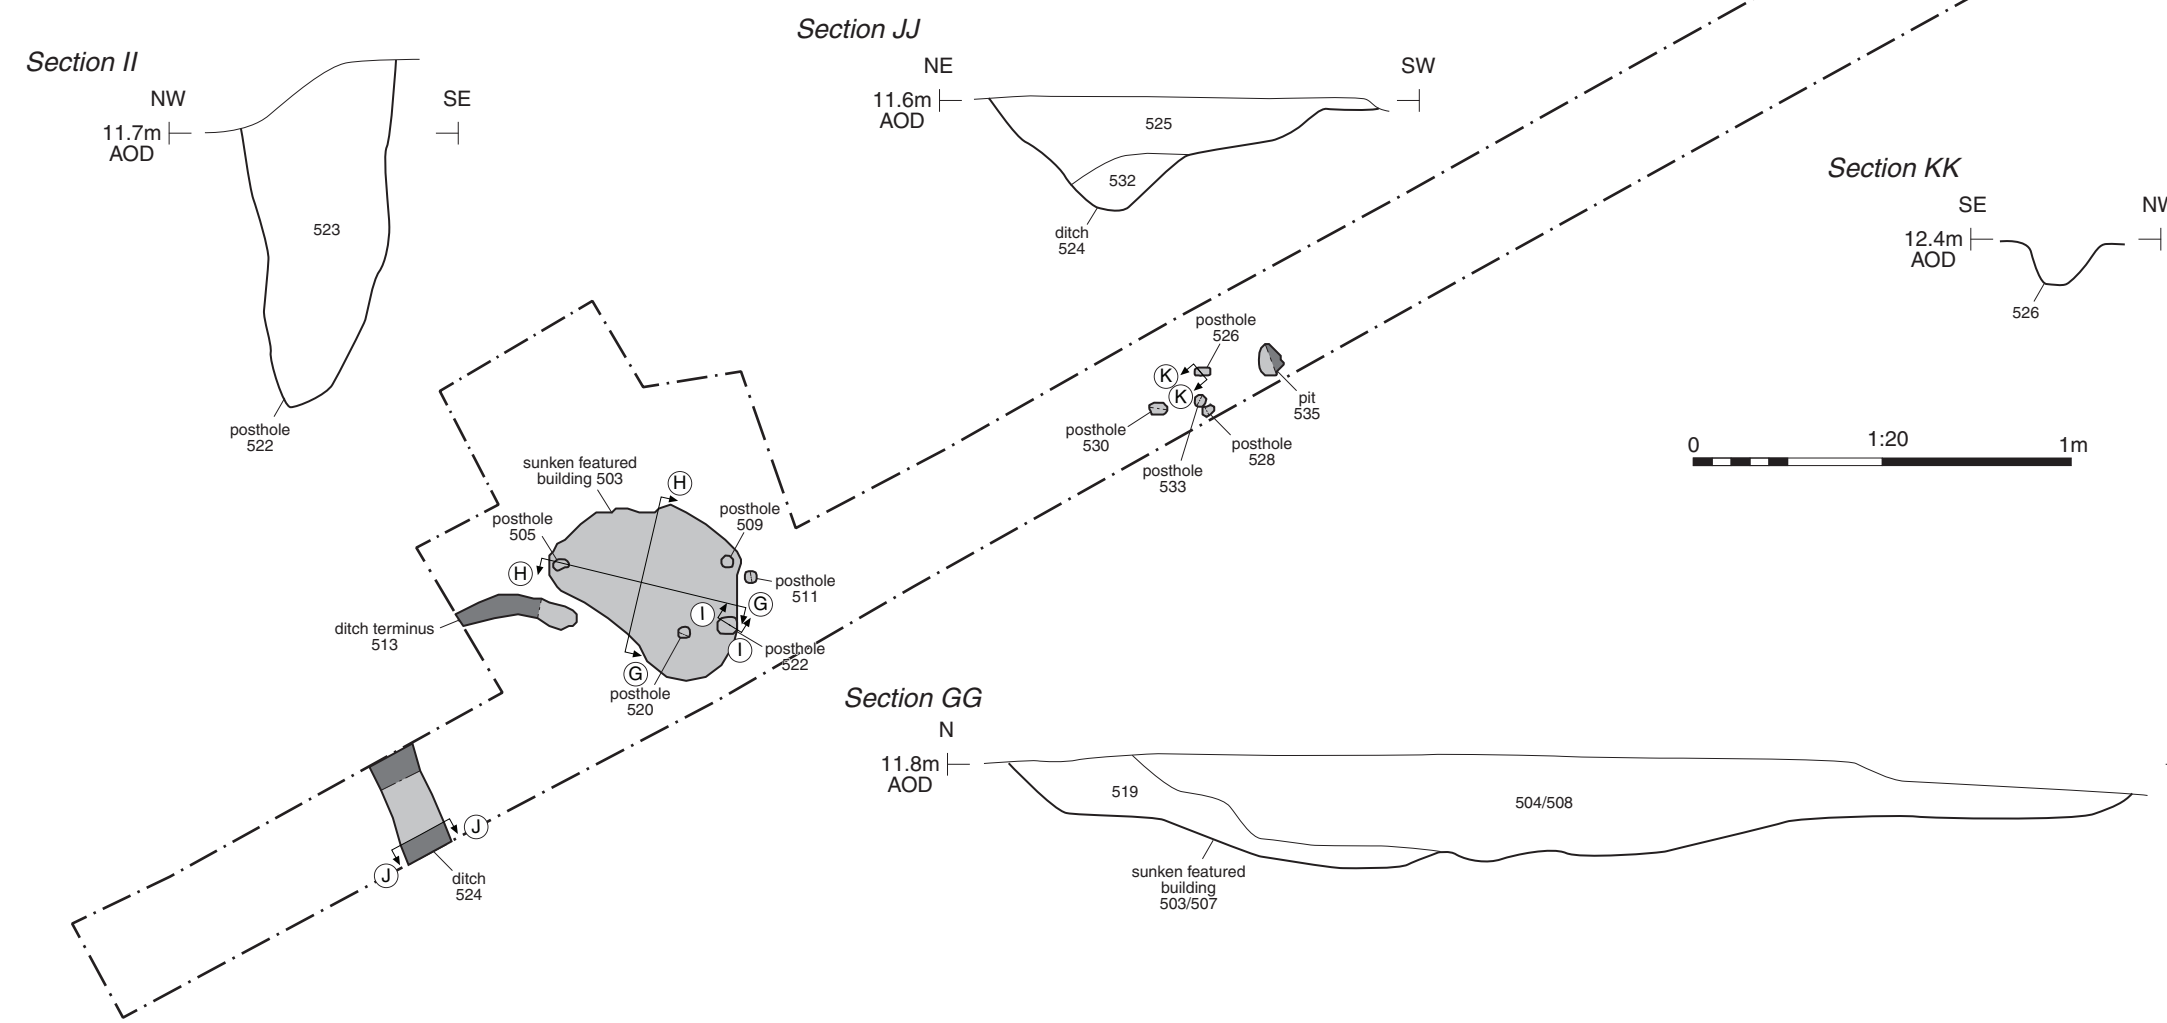 Section II
NW
SE
11.7m
AOD
523
posthole
522
Section JJ
NE
SW
11.6m
AOD
525
532
ditch
524
Section KK
SE
12.4m
AOD
526
0
1:20
1m
posthole
526
K
K
pit
535
posthole
530
posthole
528
posthole
533
sunken featured
building 503
H
posthole
505
posthole
509
H
posthole
511
I
G
ditch terminus
513
I
posthole
522
G
posthole
520
J
J
ditch
524
Section GG
N
11.8m
AOD
519
504/508
sunken featured
building
503/507